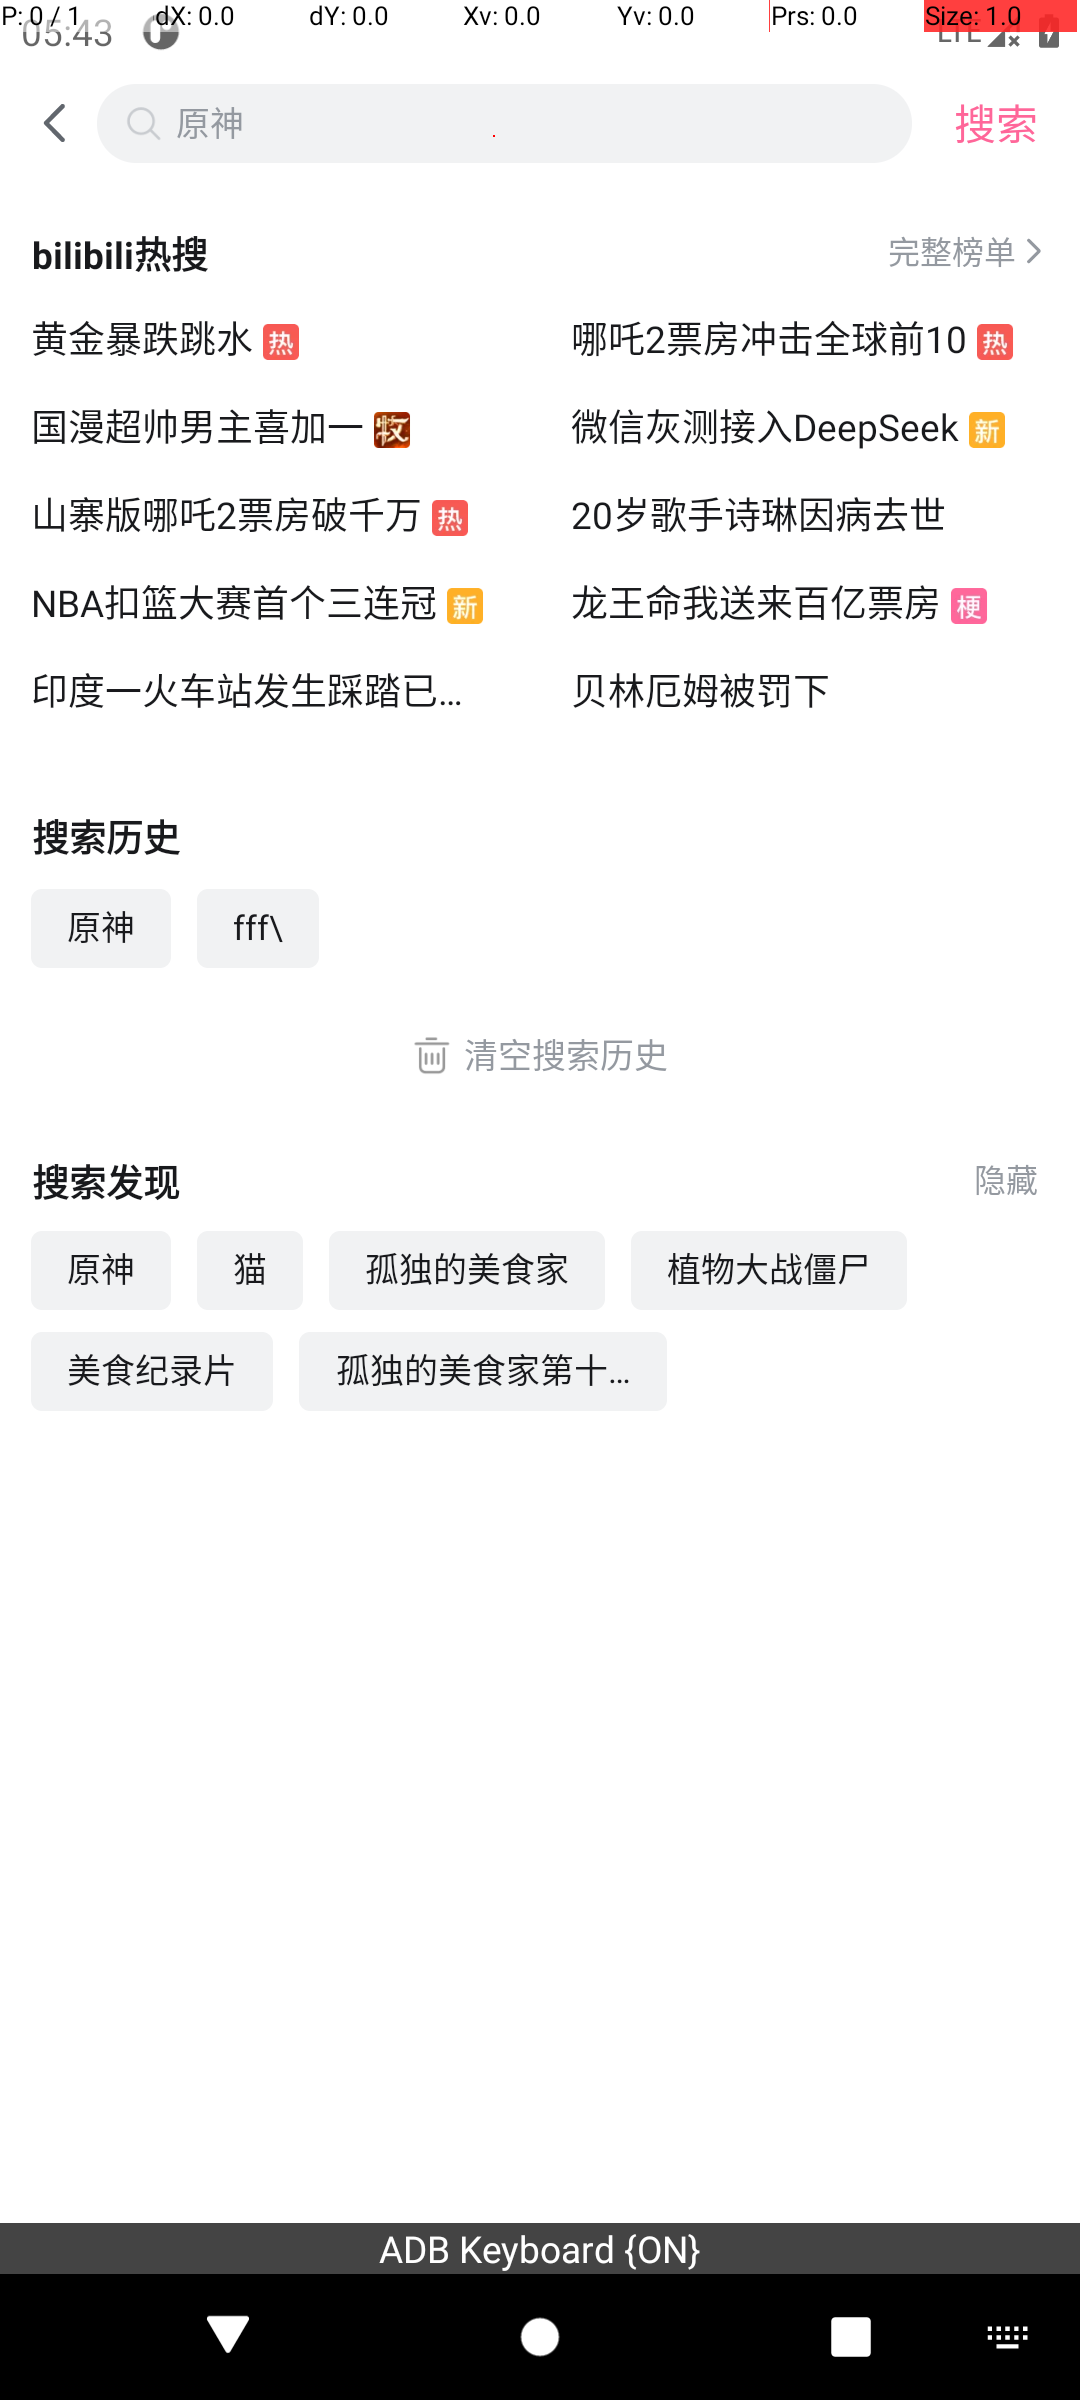 P: 0 / 1 dX: 0.0 dY: 0.0 Xv: 0.0 Yv: 0.0 Prs: 0.0 Size: 1.0
05:43 LTE
原神 搜索
bilibili热搜 完整榜单
黄金暴跌跳水 热 哪吒2票房冲击全球前10 热
国漫超帅男主喜加一 牧 微信灰测接入DeepSeek 新
山寨版哪吒2票房破千万 热 20岁歌手诗琳因病去世
NBA扣篮大赛首个三连冠 新 龙王命我送来百亿票房 梗
印度一火车站发生踩踏已... 贝林厄姆被罚下
搜索历史
原神 fff\
清空搜索历史
搜索发现 隐藏
原神 猫 孤独的美食家 植物大战僵尸
美食纪录片 孤独的美食家第十...
ADB Keyboard {ON}